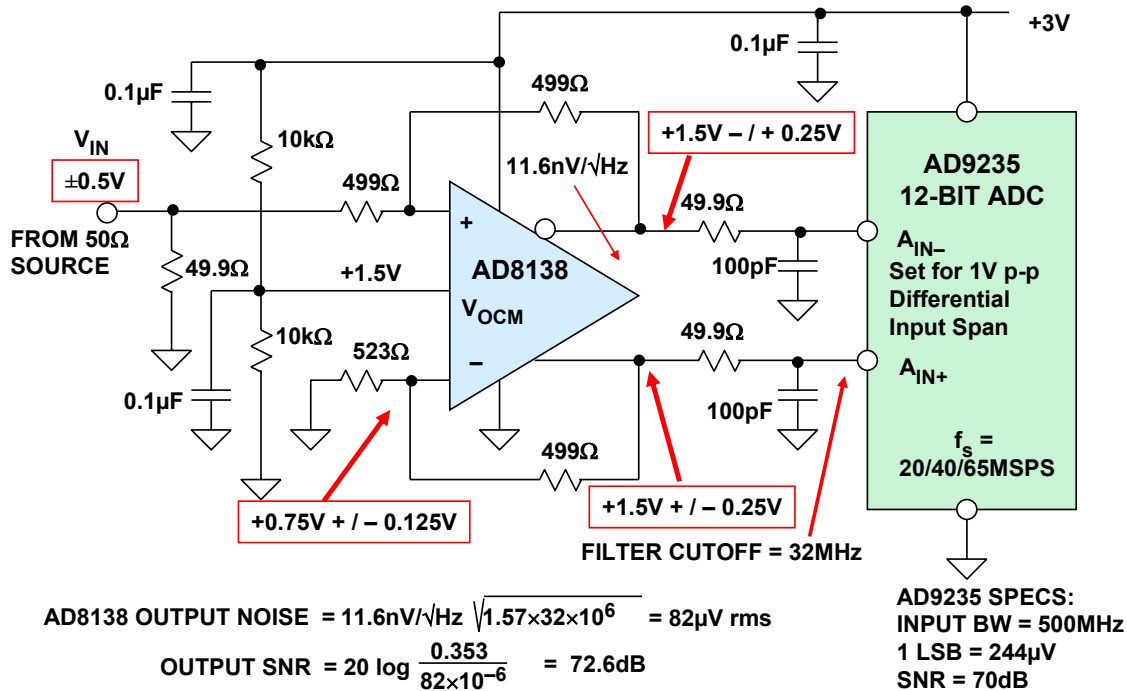 +3V
0.1µF
0.1µF
499Ω
V_IN
±0.5V
10kΩ
+1.5V – / + 0.25V
11.6nV/√Hz
AD9235
12-BIT ADC
499Ω
49.9Ω
FROM 50Ω
SOURCE
+
A_IN–
Set for 1V p-p
Differential
Input Span
49.9Ω
+1.5V
AD8138
100pF
V_OCM
49.9Ω
10kΩ
523Ω
–
A_IN+
0.1µF
100pF
f_s =
20/40/65MSPS
499Ω
+0.75V + / – 0.125V
+1.5V + / – 0.25V
FILTER CUTOFF = 32MHz
AD8138 OUTPUT NOISE = 11.6nV/√Hz √1.57×32×10⁶ = 82µV rms
OUTPUT SNR = 20 log 0.353 / 82×10⁻⁶ = 72.6dB
AD9235 SPECS:
INPUT BW = 500MHz
1 LSB = 244µV
SNR = 70dB